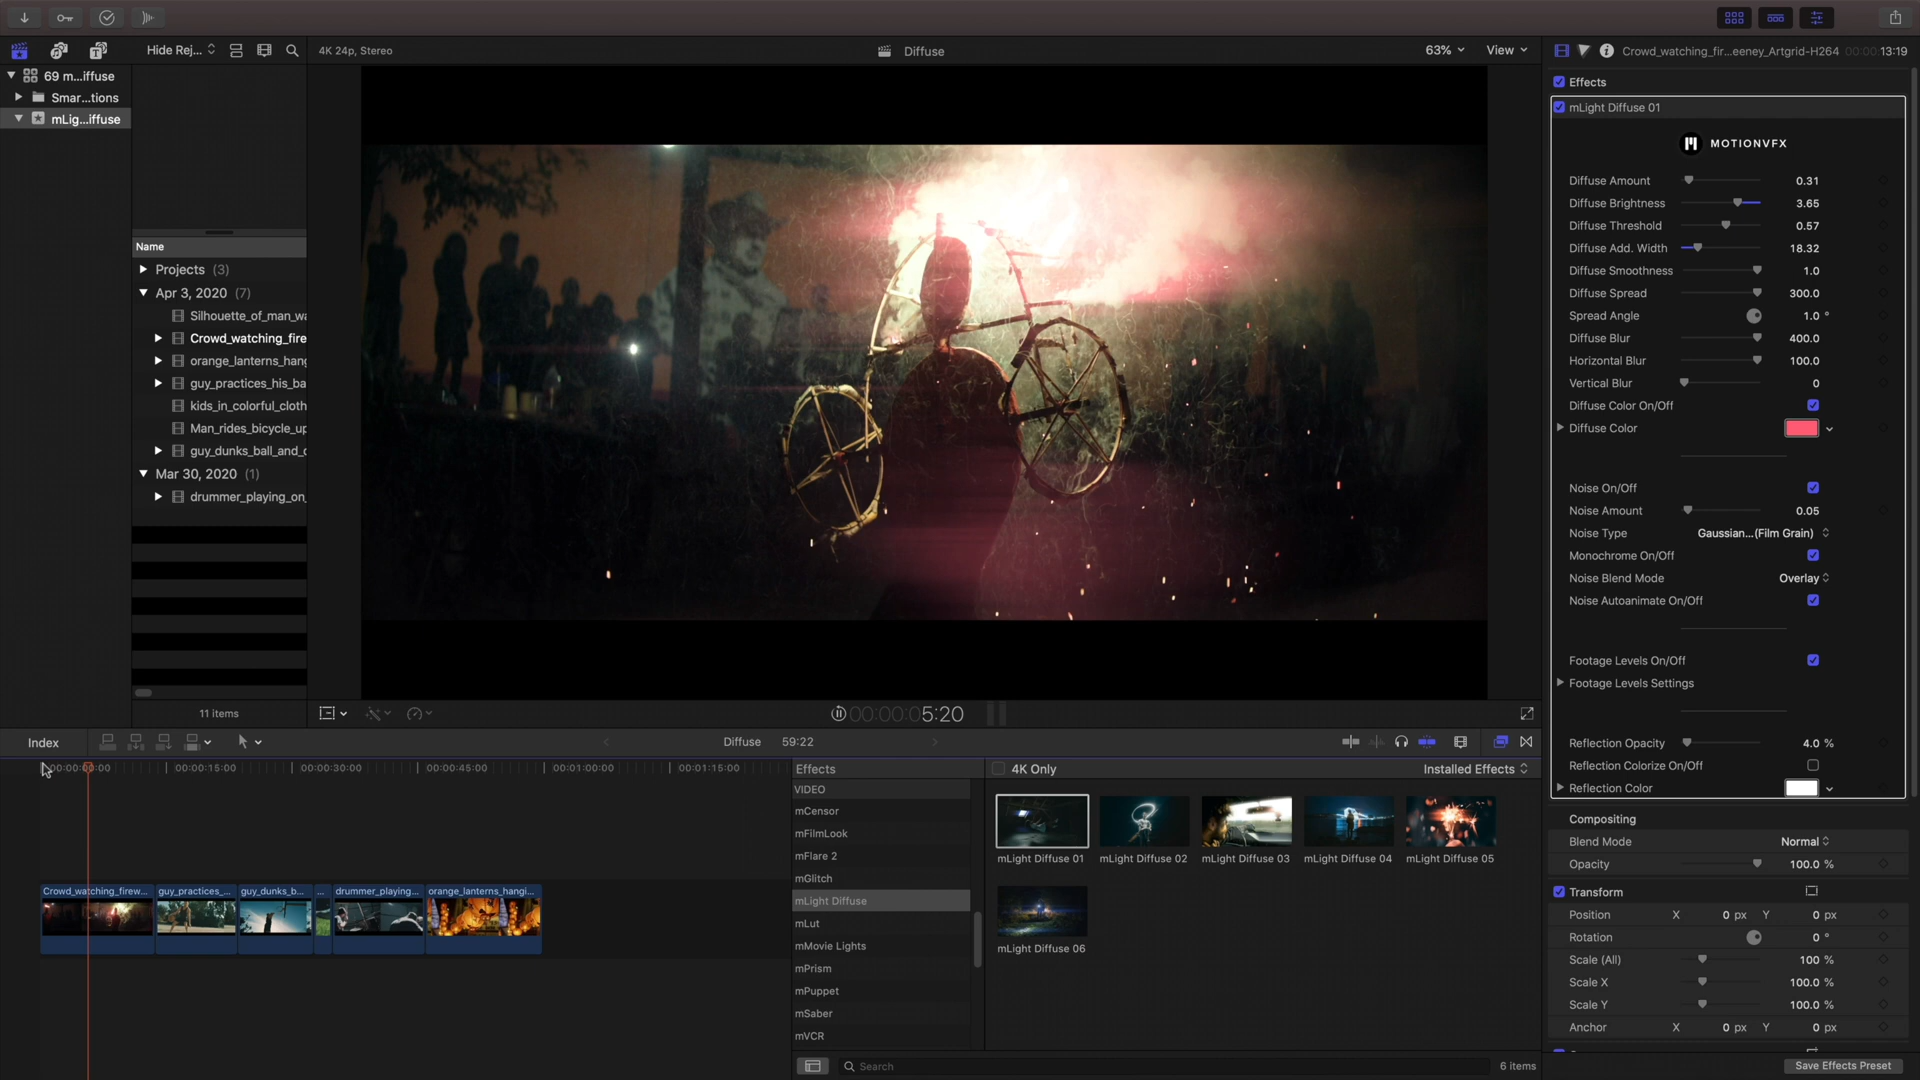 Hide Rej...
4K 24p, Stereo
Diffuse
63%
View
Crowd_watching_fir...eeney_Artgrid-H264
00:00:13:19
69 m...iffuse
Smar...tions
mLig...iffuse
Name
Projects (3)
Apr 3, 2020 (7)
Silhouette_of_man_wa
Crowd_watching_fire
orange_lanterns_hang
guy_practices_his_ba
kids_in_colorful_cloth
Man_rides_bicycle_up
guy_dunks_ball_and_c
Mar 30, 2020 (1)
drummer_playing_on_
11 items
00:00:05:20
Effects
mLight Diffuse 01
MOTIONVFX
Diffuse Amount 0.31
Diffuse Brightness 3.65
Diffuse Threshold 0.57
Diffuse Add. Width 18.32
Diffuse Smoothness 1.0
Diffuse Spread 300.0
Spread Angle 1.0 °
Diffuse Blur 400.0
Horizontal Blur 100.0
Vertical Blur 0
Diffuse Color On/Off
Diffuse Color
Noise On/Off
Noise Amount 0.05
Noise Type Gaussian...(Film Grain)
Monochrome On/Off
Noise Blend Mode Overlay
Noise Autoanimate On/Off
Footage Levels On/Off
Footage Levels Settings
Reflection Opacity 4.0 %
Reflection Colorize On/Off
Reflection Color
Compositing
Blend Mode Normal
Opacity 100.0 %
Transform
Position X 0 px Y 0 px
Rotation 0 °
Scale (All) 100 %
Scale X 100.0 %
Scale Y 100.0 %
Anchor X 0 px Y 0 px
Save Effects Preset
Index
Diffuse 59:22
00:00:00:00 00:00:15:00 00:00:30:00 00:00:45:00 00:01:00:00 00:01:15:00
Crowd_watching_firew... guy_practices_... guy_dunks_b... ... drummer_playing... orange_lanterns_hangi...
Effects
VIDEO
mCensor
mFilmLook
mFlare 2
mGlitch
mLight Diffuse
mLut
mMovie Lights
mPrism
mPuppet
mSaber
mVCR
4K Only
Installed Effects
mLight Diffuse 01
mLight Diffuse 02
mLight Diffuse 03
mLight Diffuse 04
mLight Diffuse 05
mLight Diffuse 06
Search
6 items